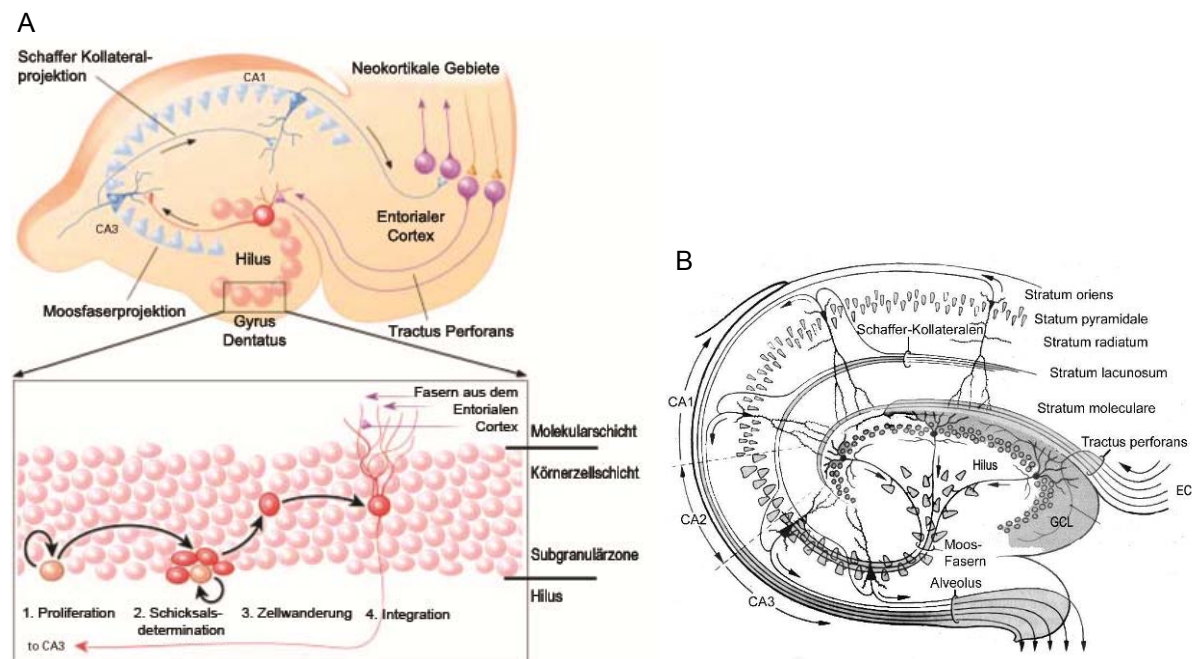 A
Schaffer Kollateral-
projektion
CA1
Neokortikale Gebiete
CA3
Entorialer
Cortex
Hilus
Moosfaserprojektion
Gyrus
Dentatus
Tractus Perforans
Fasern aus dem
Entorialen
Cortex
Molekularschicht
Körnerzellschicht
Subgranulärzone
Hilus
1. Proliferation
2. Schicksals-
determination
3. Zellwanderung
4. Integration
to CA3
B
Stratum oriens
Statum pyramidale
Schaffer-Kollateralen
Stratum radiatum
Stratum lacunosum
CA1
Stratum moleculare
Tractus perforans
Hilus
EC
CA2
GCL
Moos-
Fasern
Alveolus
CA3